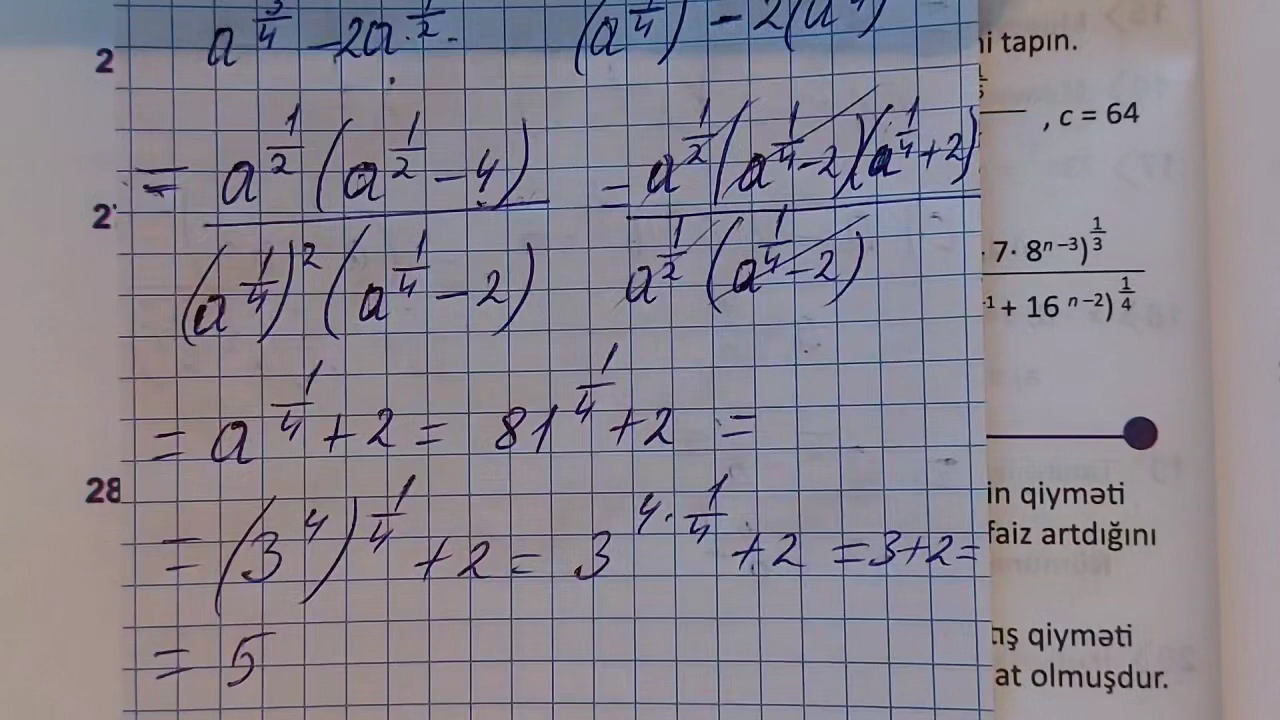 2 a^{3/4} - 2a^{1/2} (a^{1/4}) - 2(a
ni tapın.
, c = 64
2 = \frac{a^{1/2}(a^{1/2} - 4)}{(a^{1/4})^2(a^{1/4} - 2)} = \frac{a^{1/2}(a^{1/4} - 2)(a^{1/4} + 2)}{a^{1/2}(a^{1/4} - 2)}
7 · 8^{n-3})^{1/3}
-1 + 16^{n-2})^{1/4}
= a^{1/4} + 2 = 81^{1/4} + 2 =
28
in qiyməti
= (3^4)^{1/4} + 2 = 3^{4·1/4} + 2 = 3 + 2 =
faiz artdığını
= 5
qiyməti
at olmuşdur.